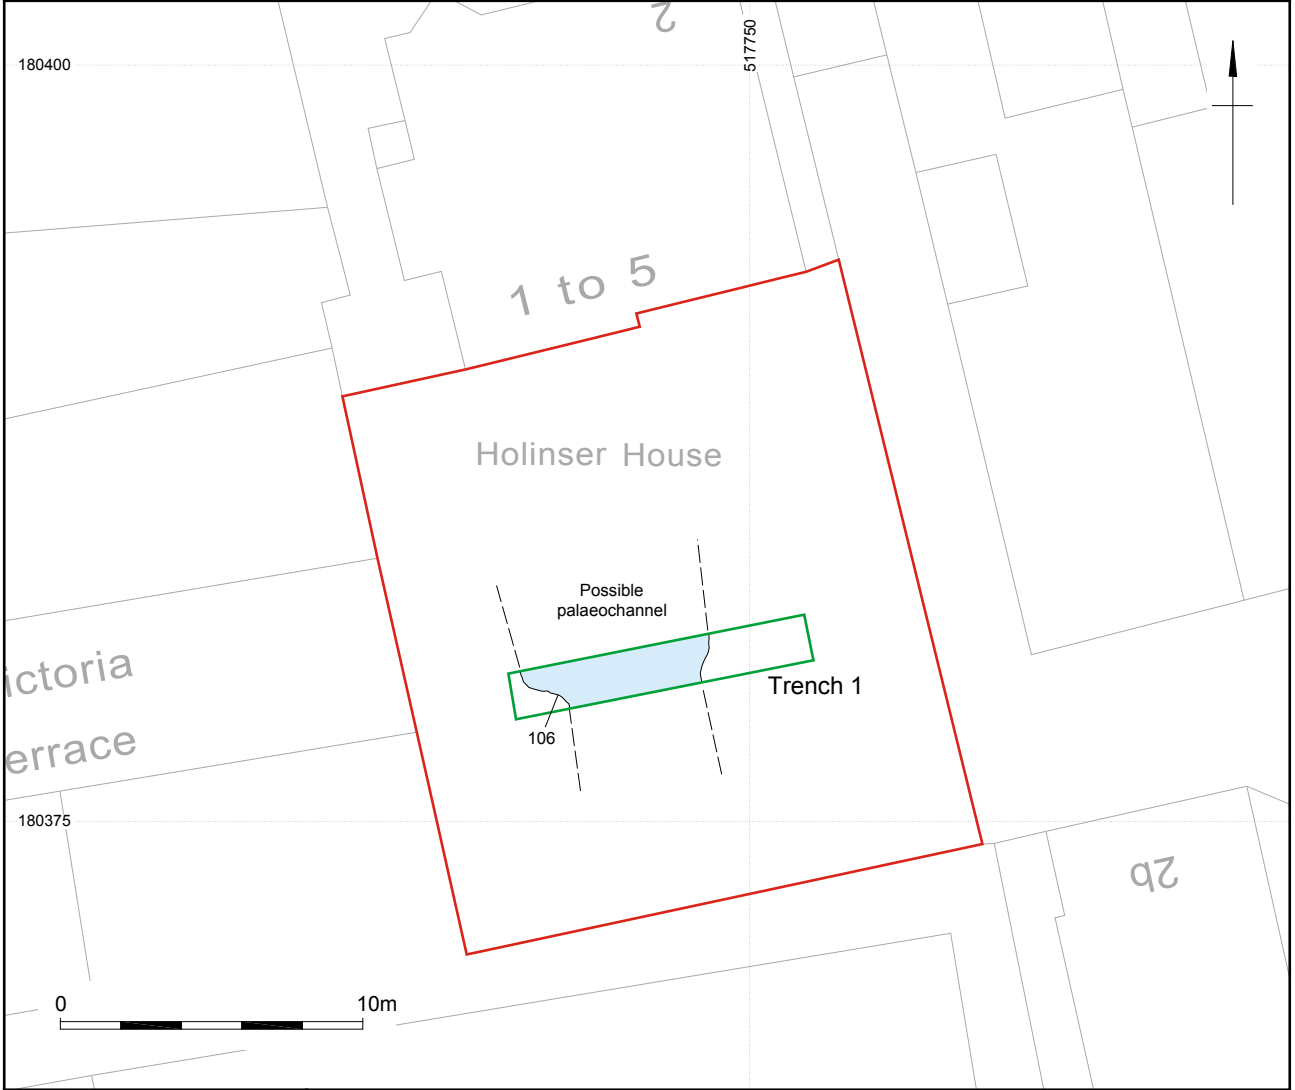 2
517750
180400
1 to 5
Holinser House
Possible
palaeochannel
ictoria
errace
Trench 1
106
180375
2b
0 10m